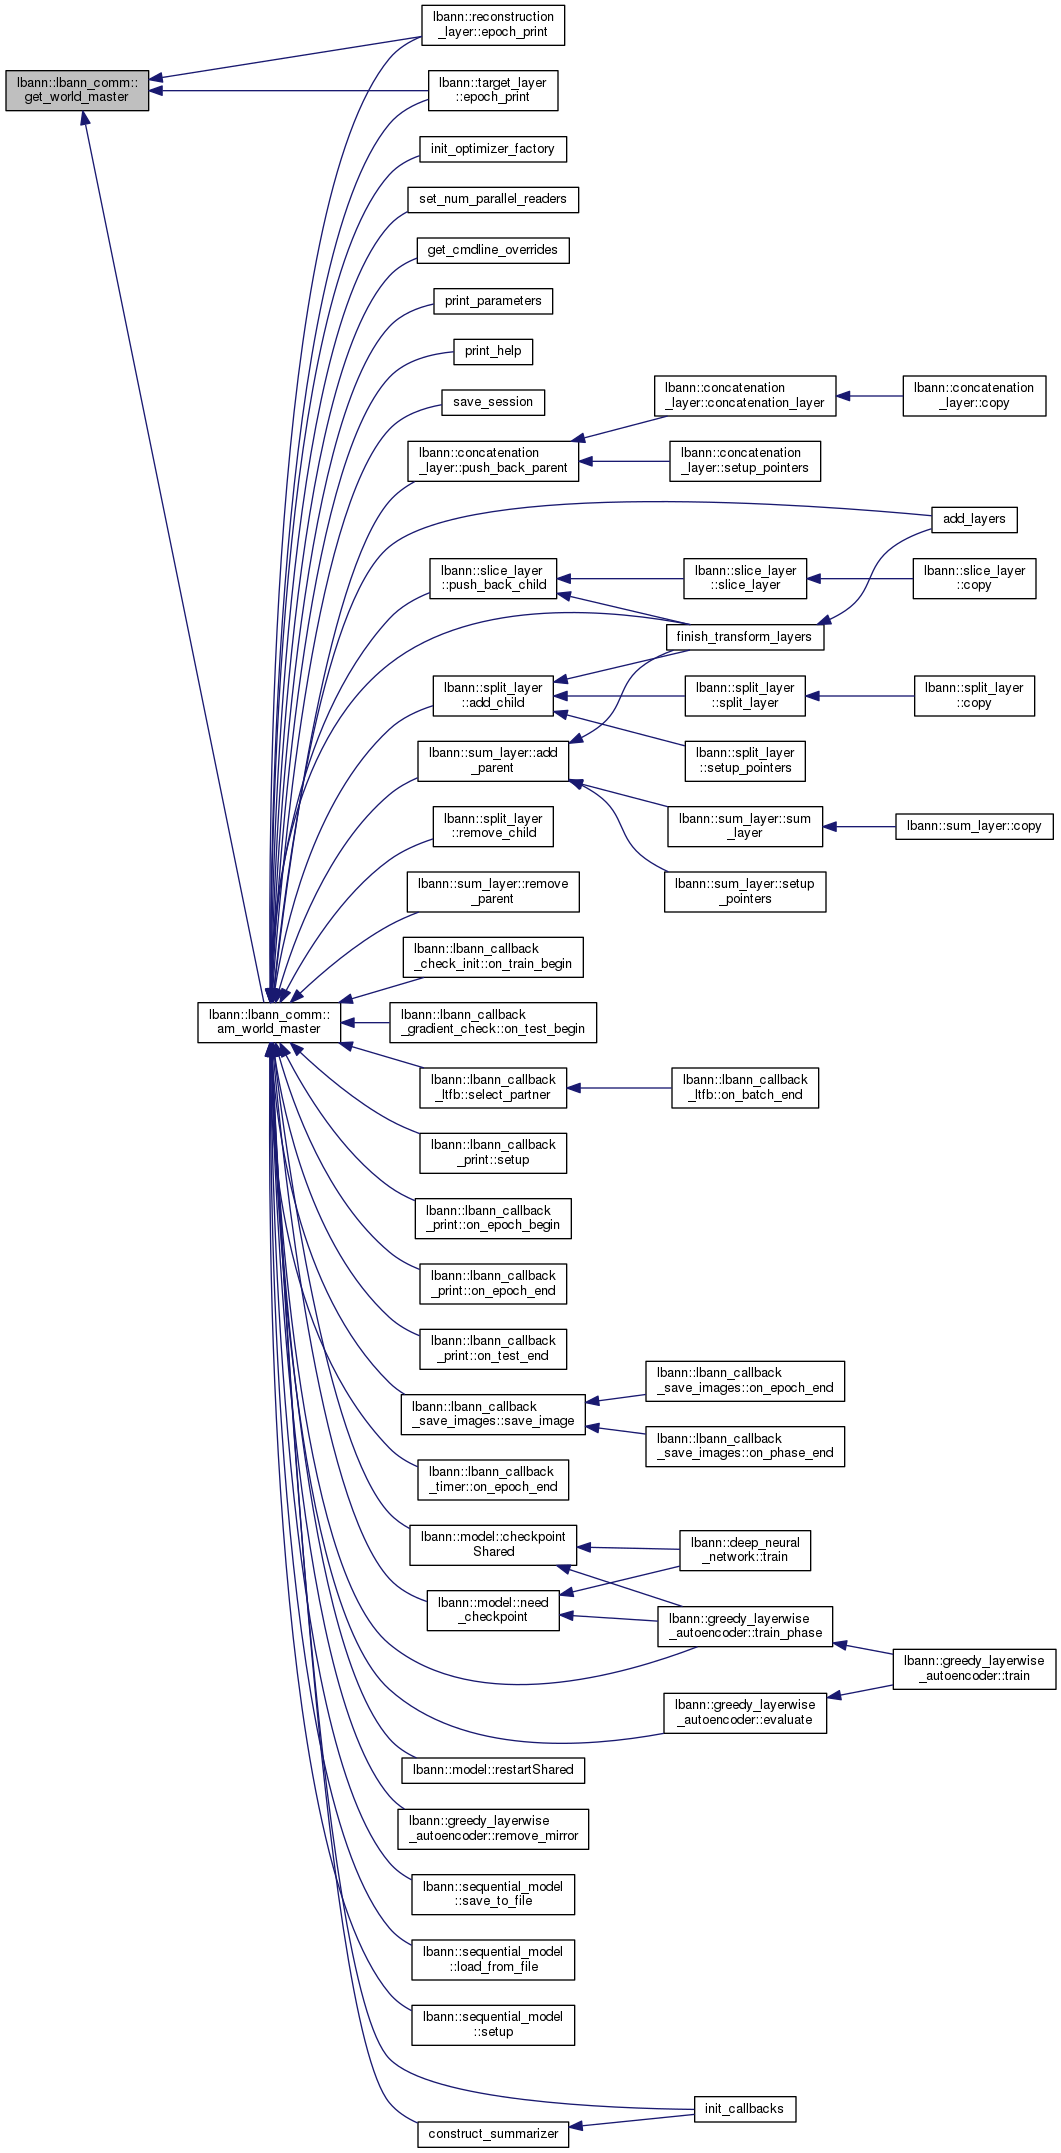 lbann::reconstruction
_layer::epoch_print
lbann::lbann_comm::
get_world_master
lbann::target_layer
::epoch_print
init_optimizer_factory
set_num_parallel_readers
get_cmdline_overrides
print_parameters
print_help
save_session
lbann::concatenation
_layer::concatenation_layer
lbann::concatenation
_layer::copy
lbann::concatenation
_layer::push_back_parent
lbann::concatenation
_layer::setup_pointers
add_layers
lbann::slice_layer
::push_back_child
lbann::slice_layer
::slice_layer
lbann::slice_layer
::copy
finish_transform_layers
lbann::split_layer
::add_child
lbann::split_layer
::split_layer
lbann::split_layer
::copy
lbann::sum_layer::add
_parent
lbann::split_layer
::setup_pointers
lbann::split_layer
::remove_child
lbann::sum_layer::sum
_layer
lbann::sum_layer::copy
lbann::sum_layer::remove
_parent
lbann::sum_layer::setup
_pointers
lbann::lbann_callback
_check_init::on_train_begin
lbann::lbann_comm::
am_world_master
lbann::lbann_callback
_gradient_check::on_test_begin
lbann::lbann_callback
_ltfb::select_partner
lbann::lbann_callback
_ltfb::on_batch_end
lbann::lbann_callback
_print::setup
lbann::lbann_callback
_print::on_epoch_begin
lbann::lbann_callback
_print::on_epoch_end
lbann::lbann_callback
_print::on_test_end
lbann::lbann_callback
_save_images::save_image
lbann::lbann_callback
_save_images::on_epoch_end
lbann::lbann_callback
_save_images::on_phase_end
lbann::lbann_callback
_timer::on_epoch_end
lbann::model::checkpoint
Shared
lbann::deep_neural
_network::train
lbann::model::need
_checkpoint
lbann::greedy_layerwise
_autoencoder::train_phase
lbann::greedy_layerwise
_autoencoder::train
lbann::greedy_layerwise
_autoencoder::evaluate
lbann::model::restartShared
lbann::greedy_layerwise
_autoencoder::remove_mirror
lbann::sequential_model
::save_to_file
lbann::sequential_model
::load_from_file
lbann::sequential_model
::setup
init_callbacks
construct_summarizer